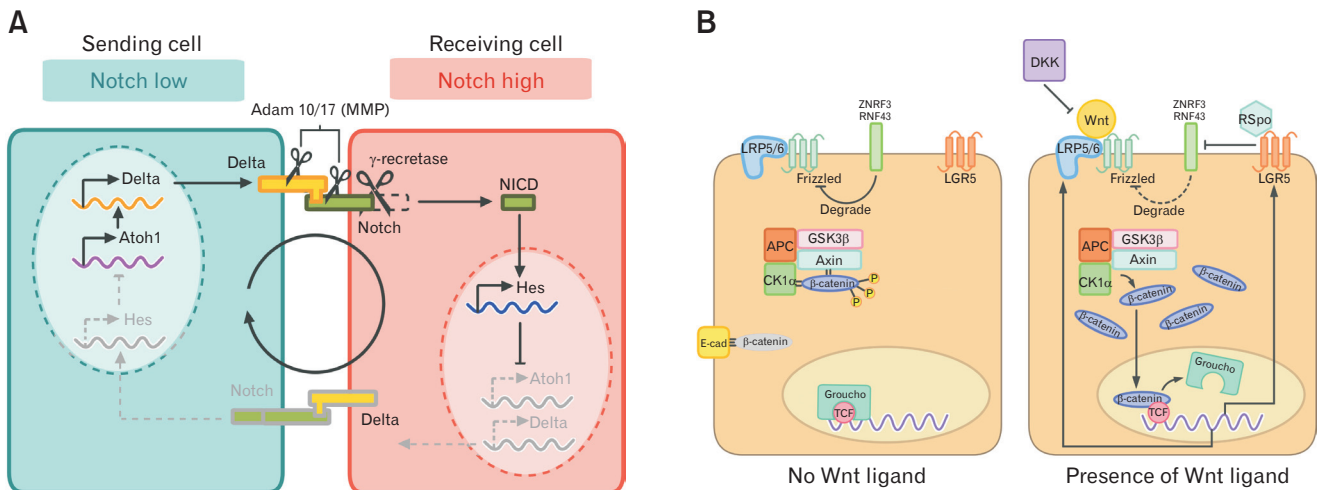 A
Sending cell
Receiving cell
Notch low
Notch high
Adam 10/17 (MMP)
Delta
γ-recretase
Delta
NICD
Notch
Atoh1
Hes
Hes
Notch
Delta
Atoh1
Delta
B
DKK
Wnt
ZNRF3
RNF43
ZNRF3
RNF43
RSpo
LRP5/6
LRP5/6
Frizzled
LGR5
Frizzled
LGR5
Degrade
Degrade
APC
GSK3β
Axin
CK1α
β-catenin
P
P
P
APC
GSK3β
Axin
CK1α
β-catenin
β-catenin
β-catenin
β-catenin
E-cad
β-catenin
Groucho
TCF
Groucho
β-catenin
TCF
No Wnt ligand
Presence of Wnt ligand